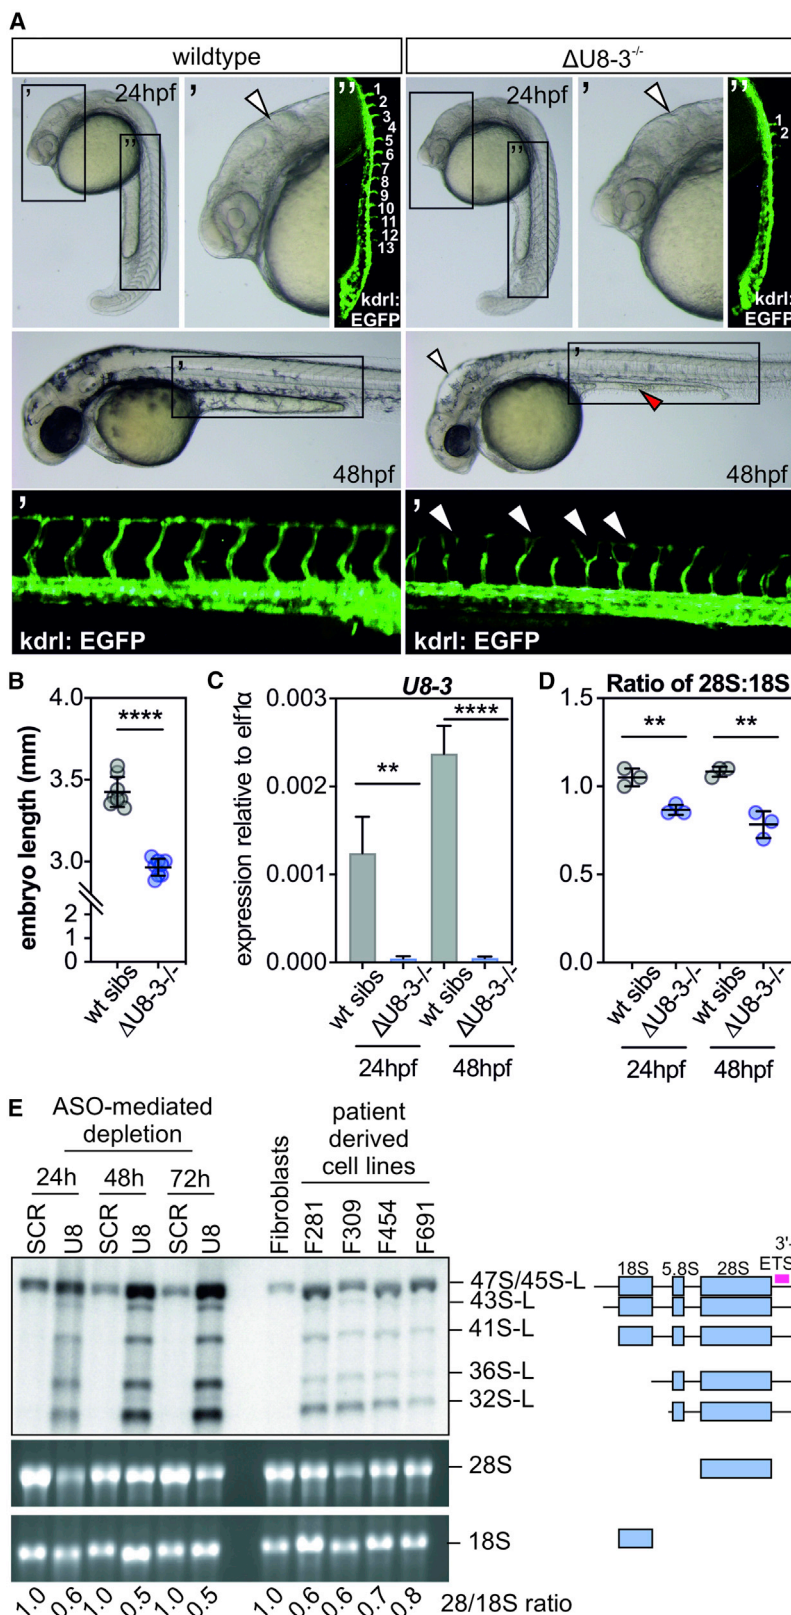 A
wildtype
ΔU8-3-/-
’ 24hpf
’’
’
’’
1
2
3
4
5
6
7
8
9
10
11
12
13
kdrl:
EGFP
’ 24hpf
’’
’
’’
1
2
kdrl:
EGFP
’
48hpf
’
48hpf
’
kdrl: EGFP
’
kdrl: EGFP
B
embryo length (mm)
4.0
3.5
3.0
2
1
0
****
wt sibs
ΔU8-3-/-
C
U8-3
expression relative to elf1α
0.003
0.002
0.001
0.000
**
****
wt sibs
ΔU8-3-/-
wt sibs
ΔU8-3-/-
24hpf
48hpf
D
Ratio of 28S:18S
1.5
1.0
0.5
0.0
**
**
wt sibs
ΔU8-3-/-
wt sibs
ΔU8-3-/-
24hpf
48hpf
E
ASO-mediated
depletion
24h 48h 72h
SCR U8 SCR U8 SCR U8
patient
derived
cell lines
Fibroblasts F281 F309 F454 F691
47S/45S-L
43S-L
41S-L
36S-L
32S-L
28S
18S
18S 5.8S 28S
3'-
ETS
1.0 0.6 1.0 0.5 1.0 0.5 1.0 0.6 0.6 0.7 0.8 28/18S ratio